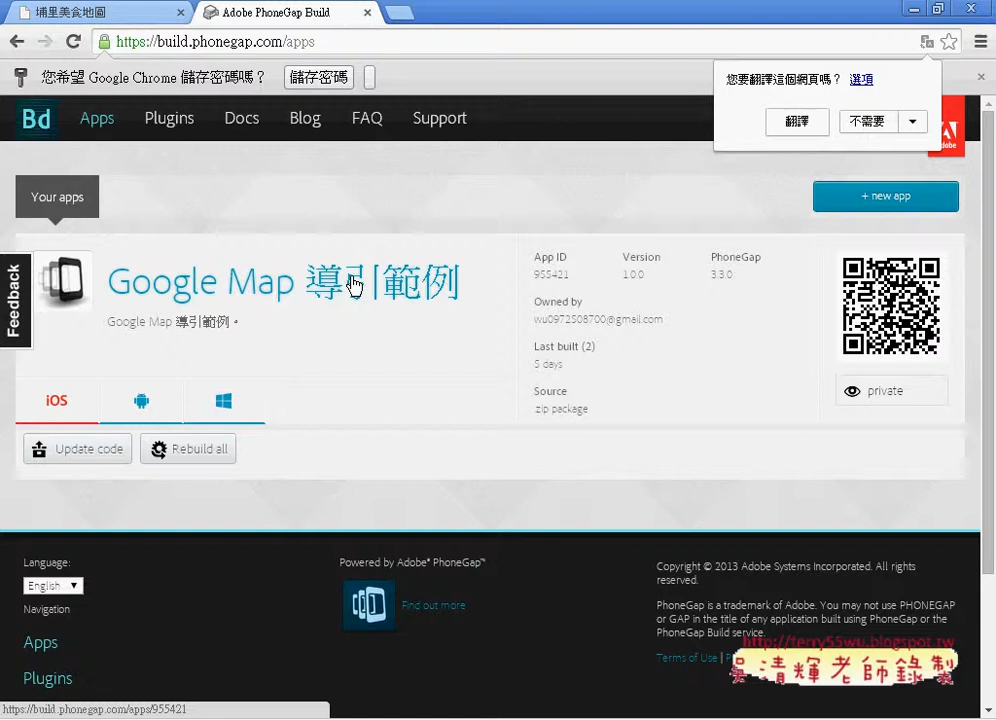 埔里美食地圖
Adobe PhoneGap Build
https://build.phonegap.com/apps
您希望 Google Chrome 儲存密碼嗎？ 儲存密碼
您要翻譯這個網頁嗎？ 選項
翻譯 不需要
Bd Apps Plugins Docs Blog FAQ Support
Adobe
Your apps
+ new app
Feedback
Google Map 導引範例
Google Map 導引範例。
App ID Version PhoneGap
955421 1.0.0 3.3.0
Owned by
wu0972508700@gmail.com
Last built (2)
5 days
Source
.zip package
private
iOS
Update code Rebuild all
Language:
English
Navigation
Apps
Plugins
Powered by Adobe® PhoneGap™
Find out more
Copyright © 2013 Adobe Systems Incorporated. All rights
reserved.
PhoneGap is a trademark of Adobe. You may not use PHONEGAP
or GAP in the title of any application built using PhoneGap or the
PhoneGap Build service.
Terms of Use
http://terry55wu.blogspot.tw
吳清輝老師錄製
https://build.phonegap.com/apps/955421